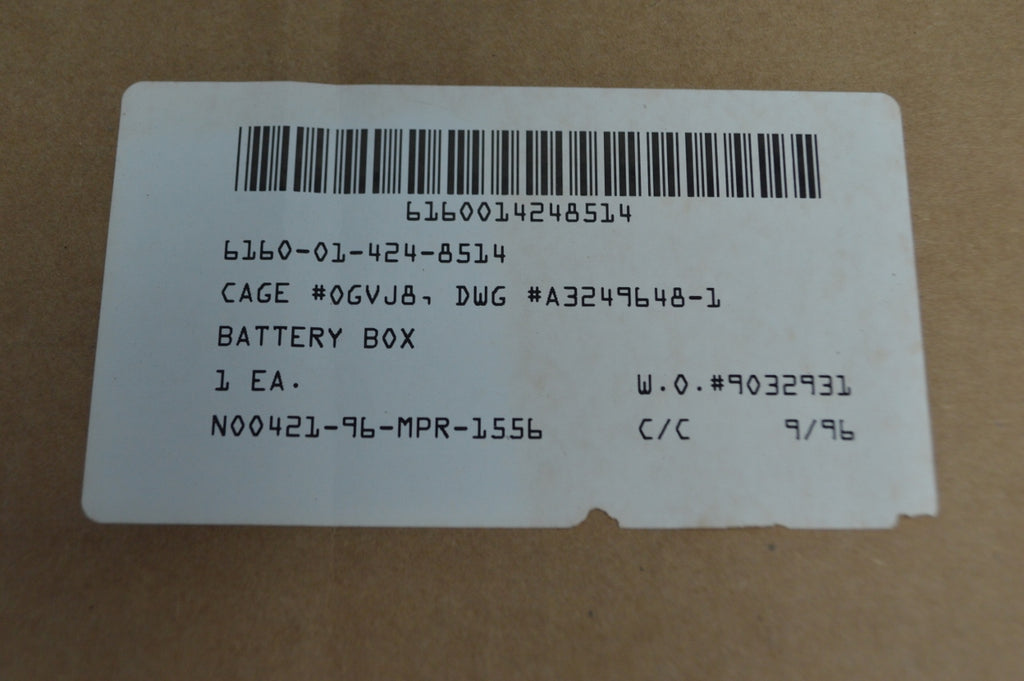 6160014248514
6160-01-424-8514
CAGE #0GVJ8, DWG #A3249648-1
BATTERY BOX
1 EA. W.O.#9032931
N00421-96-MPR-1556 C/C 9/96